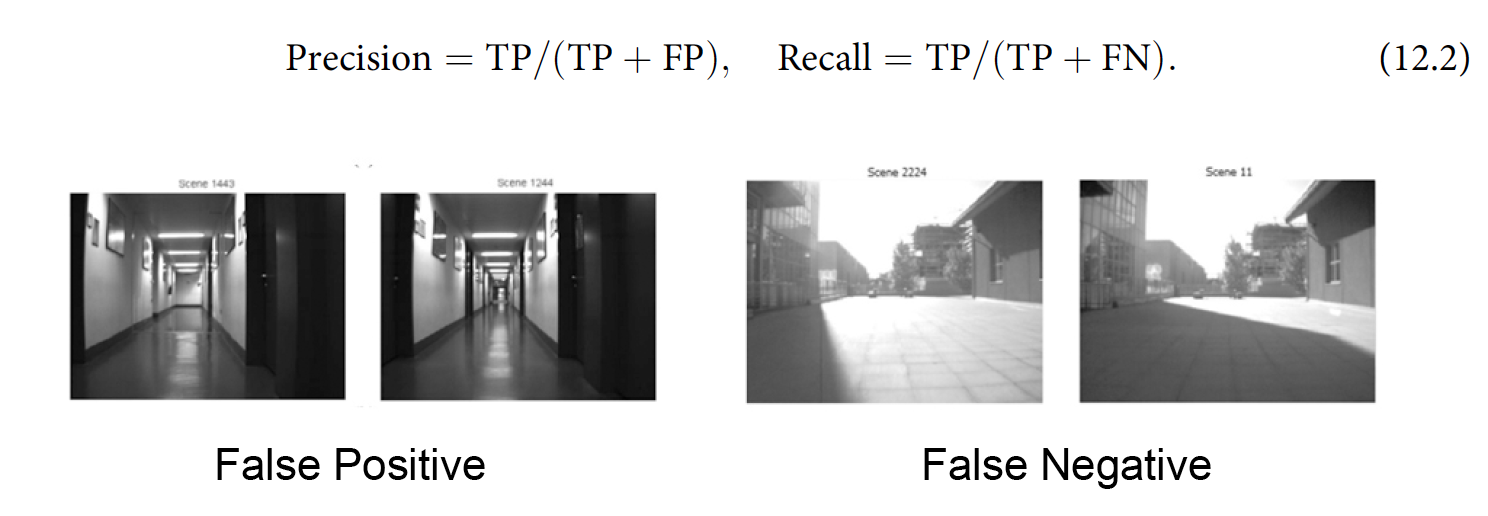 Precision = TP/(TP + FP), Recall = TP/(TP + FN). (12.2)
Scene 1443
Scene 1244
Scene 2224
Scene 11
False Positive
False Negative